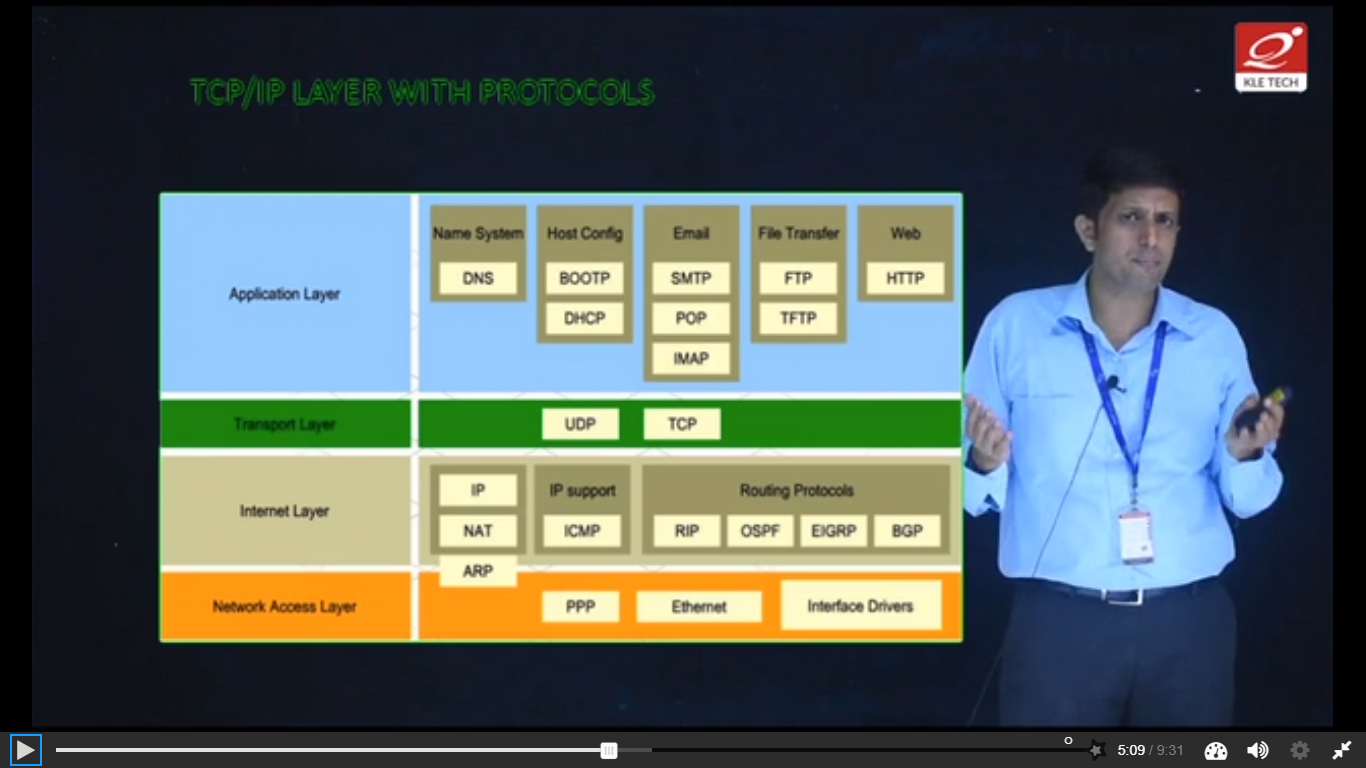 KLE TECH
TCP/IP LAYER WITH PROTOCOLS
Application Layer
Name System
DNS
Host Config
BOOTP
DHCP
Email
SMTP
POP
IMAP
File Transfer
FTP
TFTP
Web
HTTP
Transport Layer
UDP
TCP
Internet Layer
IP
NAT
ARP
IP support
ICMP
Routing Protocols
RIP
OSPF
EIGRP
BGP
Network Access Layer
PPP
Ethernet
Interface Drivers
5:09 / 9:31